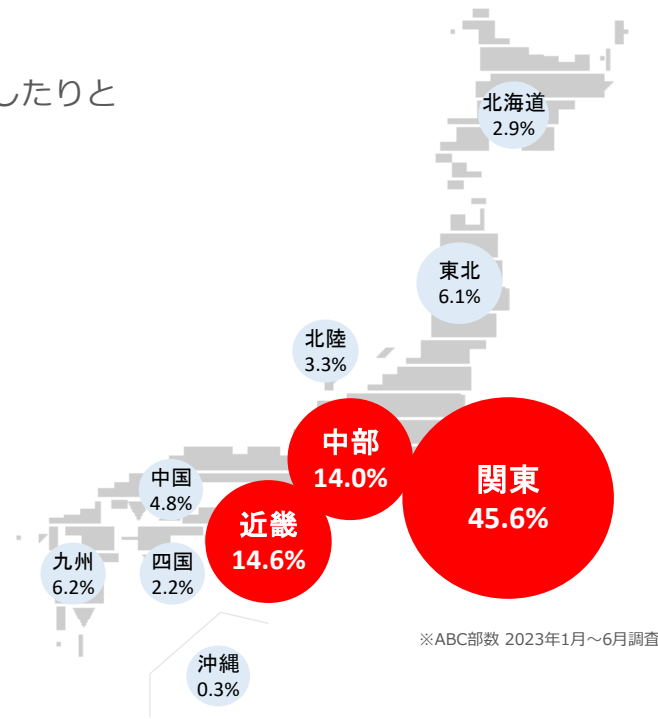 したりと
北海道
2.9%
東北
6.1%
北陸
3.3%
中部
14.0%
関東
45.6%
中国
4.8%
近畿
14.6%
九州
6.2%
四国
2.2%
※ABC部数 2023年1月～6月調査
沖縄
0.3%